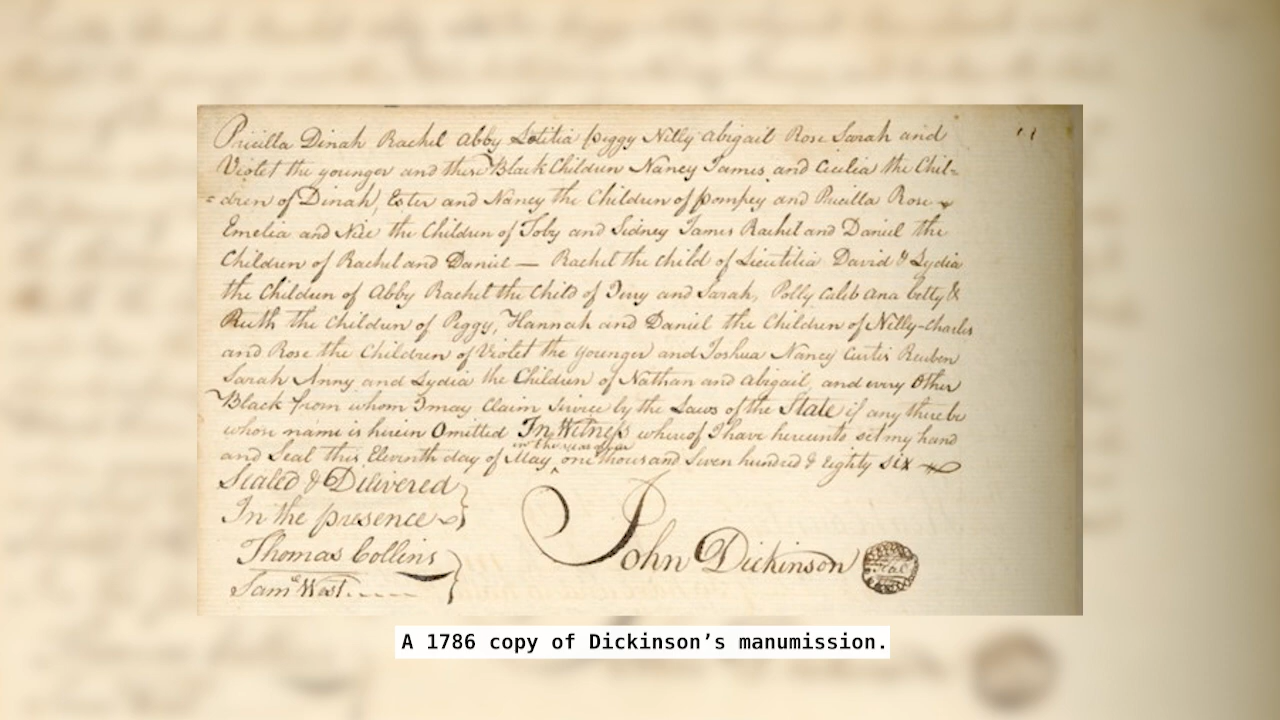 Pricilla Dinah Rachel Abby Letitia Peggy Nilly Abigail Rose Sarah and
Violet the younger and these Black Children Nancy James and Cecilia the Chil=
=dren of Dinah, Ester and Nancy the Children of Pompey and Pricilla Rose
Emelia and Nice the Children of Toby and Sidney James Rachel and Daniel the
Children of Rachel and Daniel — Rachel the Child of David & Lydia
the Children of Abby Rachel the Child of and Sarah, Polly Caleb Ana betty &
Ruth the Children of Peggy, Hannah and Daniel the Children of Nilly-Charles
and Rose the Children of Violet the younger and Joshua Nancy Curtis Reuben
Sarah Anny and Lydia the Children of Nathan and Abigail, and every Other
Black from whom I may Claim Service by the Laws of the State if any there be
whose name is herein Omitted In Witness whereof I have hereunto set my hand
in the year of our
and Seal this Eleventh day of May one thousand Seven hundred & Eighty Six
Sealed & Delivered
In the presence
Thomas Collins
Saml West
John Dickinson
Seal
A 1786 copy of Dickinson’s manumission.